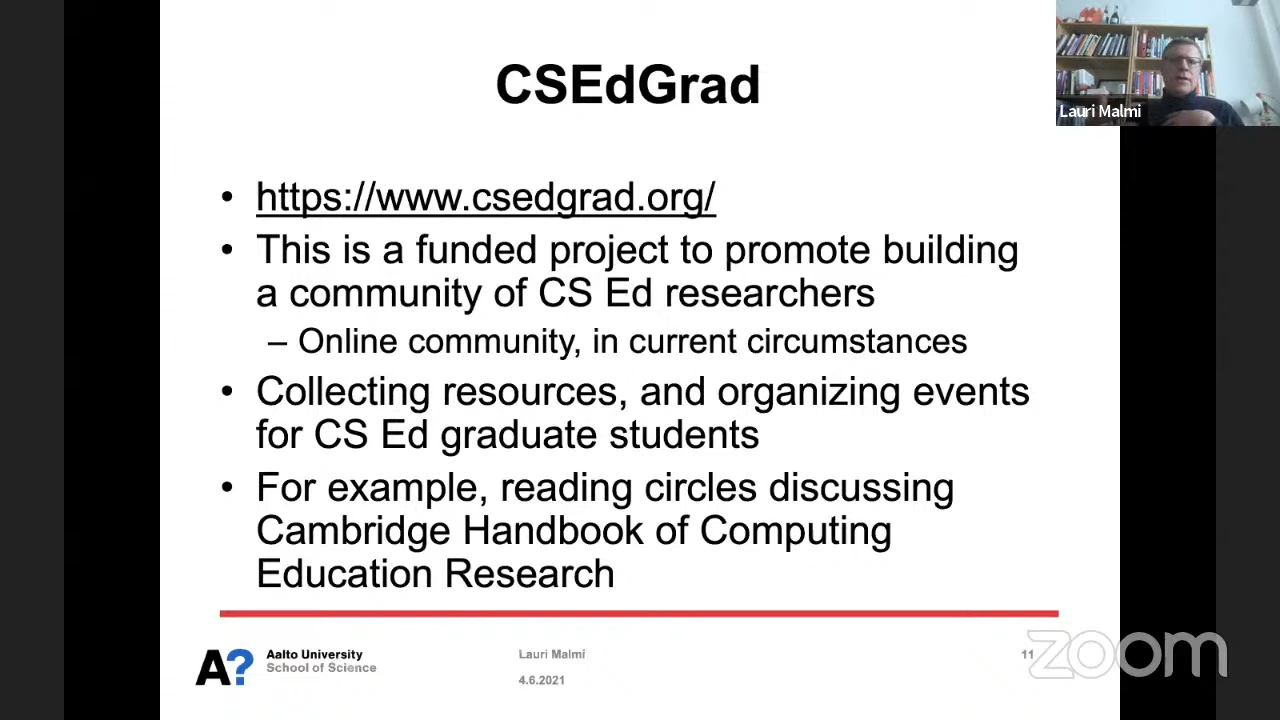 CSEdGrad
Lauri Malmi
• https://www.csedgrad.org/
• This is a funded project to promote building
a community of CS Ed researchers
– Online community, in current circumstances
• Collecting resources, and organizing events
for CS Ed graduate students
• For example, reading circles discussing
Cambridge Handbook of Computing
Education Research
A?
Aalto University
School of Science
Lauri Malmi
4.6.2021
11
zoom